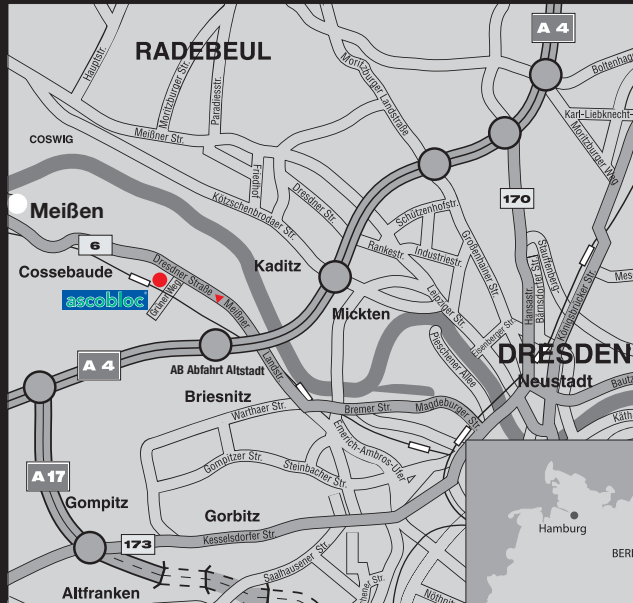 A 4
RADEBEUL
Hauptstr.
Moritzburger Str.
Paradiesstr.
Moritzburger Landstraße
Karl-Liebknecht-
Moritzburger Weg
Meißner Str.
COSWIG
Friedhof
170
Meißen
Kötzschenbrodaer Str.
Dresdner Str.
Schützenhofstr.
Großenhainer Str.
6
Rankestr.
Industriestr.
Stauffenberg-
Cossebaude
Dresdner Straße
Meißner
Landstr.
Kaditz
Hansastr.
Bärnsdorfer Str.
Königsbrücker Str.
ascobloc
Grüner Weg
Mickten
Leipziger Str.
Eisenberger Str.
Pieschener Allee
DRESDEN
Neustadt
A 4
AB Abfahrt Altstadt
Briesnitz
Warthaer Str.
Bremer Str.
Magdeburger Str.
Emerich-Ambros-Ufer
Gompitzer Str.
Steinbacher Str.
A 17
Gompitz
Gorbitz
Hamburg
173
Kesselsdorfer Str.
Saalhausener Str.
Altfranken